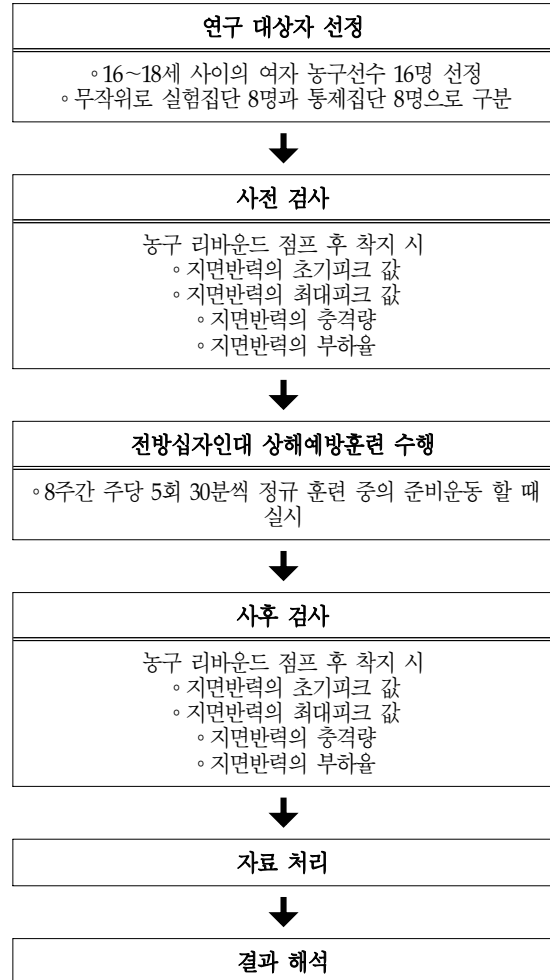 연구 대상자 선정
◦16~18세 사이의 여자 농구선수 16명 선정
◦무작위로 실험집단 8명과 통제집단 8명으로 구분
사전 검사
농구 리바운드 점프 후 착지 시
◦지면반력의 초기피크 값
◦지면반력의 최대피크 값
◦지면반력의 충격량
◦지면반력의 부하율
전방십자인대 상해예방훈련 수행
◦8주간 주당 5회 30분씩 정규 훈련 중의 준비운동 할 때
실시
사후 검사
농구 리바운드 점프 후 착지 시
◦지면반력의 초기피크 값
◦지면반력의 최대피크 값
◦지면반력의 충격량
◦지면반력의 부하율
자료 처리
결과 해석